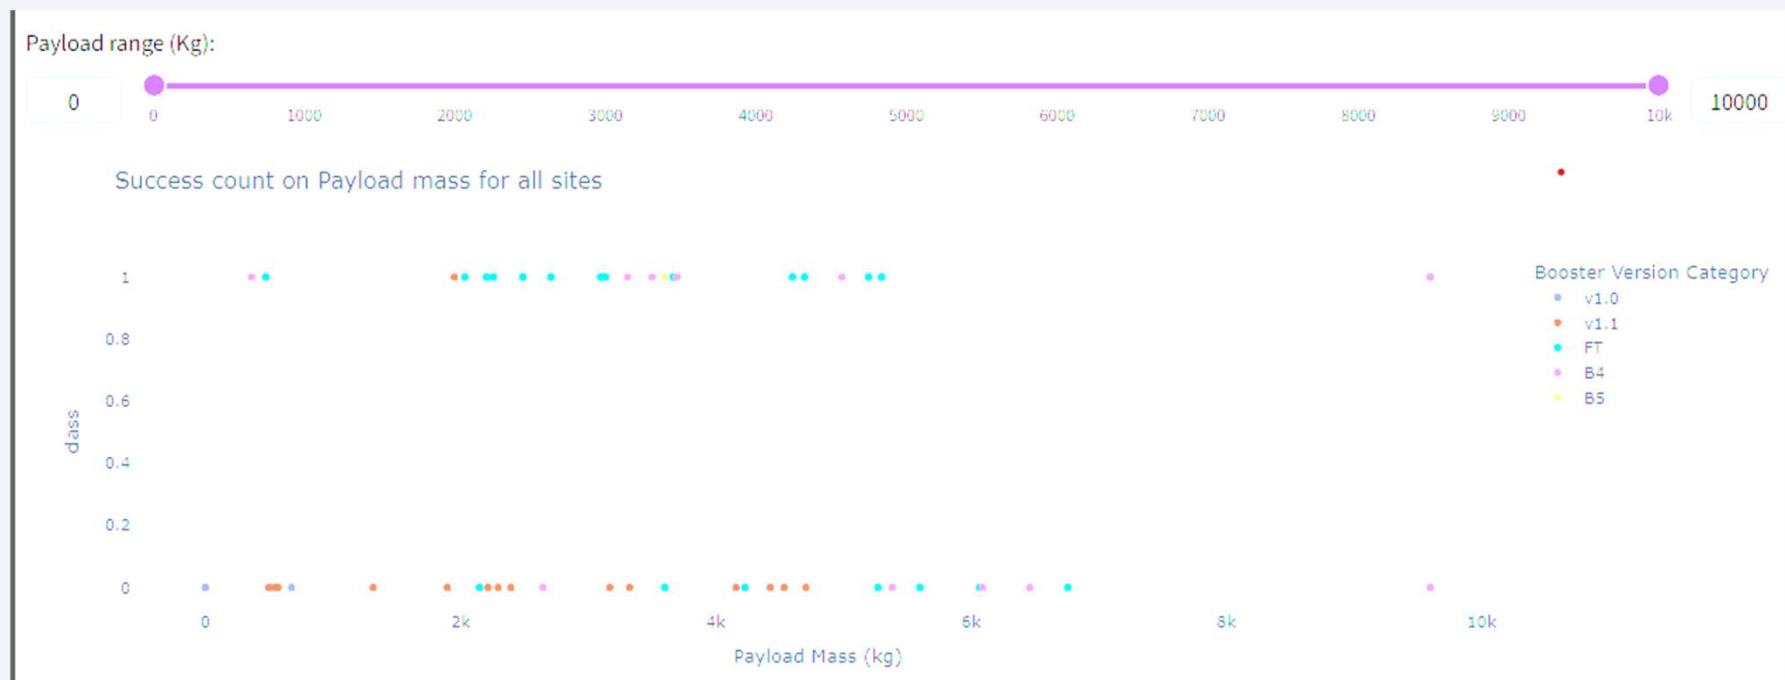 Payload range (Kg):
0
0 1000 2000 3000 4000 5000 6000 7000 8000 9000 10k
10000
Success count on Payload mass for all sites
1
0.8
0.6
0.4
0.2
0
class
0 2k 4k 6k 8k 10k
Payload Mass (kg)
Booster Version Category
v1.0
v1.1
FT
B4
B5